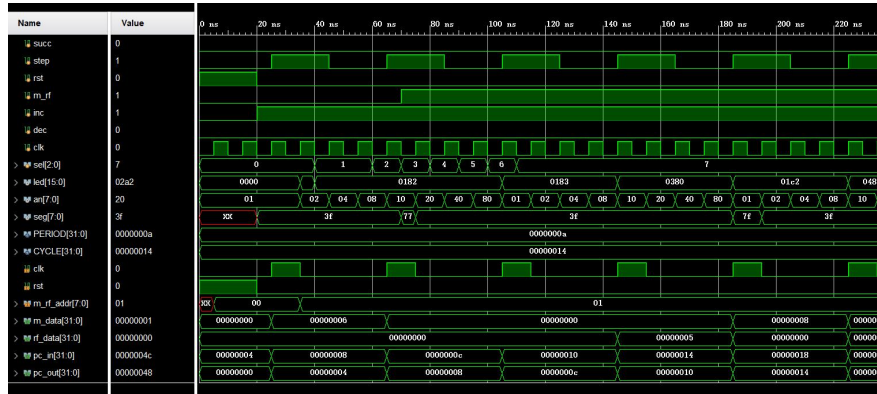 Name Value 0 ns 20 ns 40 ns 60 ns 80 ns 100 ns 120 ns 140 ns 160 ns 180 ns 200 ns 220 ns
succ 0
step 1
rst 0
m_rf 1
inc 1
dec 0
clk 0
sel[2:0] 7 0 1 2 3 4 5 6 7
led[15:0] 02a2 0000 0182 0183 0380 01c2 048
an[7:0] 20 01 02 04 08 10 20 40 80 01 02 04 08 10 20 40 80 01 02 04 08 10
seg[7:0] 3f XX 3f 77 3f 7f 3f
PERIOD[31:0] 0000000a 0000000a
CYCLE[31:0] 00000014 00000014
clk 0
rst 0
m_rf_addr[7:0] 01 XX 00 01
m_data[31:0] 00000001 00000000 00000006 00000000 00000008 0000
rf_data[31:0] 00000000 00000000 00000005 00000000 0000
pc_in[31:0] 0000004c 00000004 00000008 0000000c 00000010 00000014 00000018 0000
pc_out[31:0] 00000048 00000000 00000004 00000008 0000000c 00000010 00000014 0000